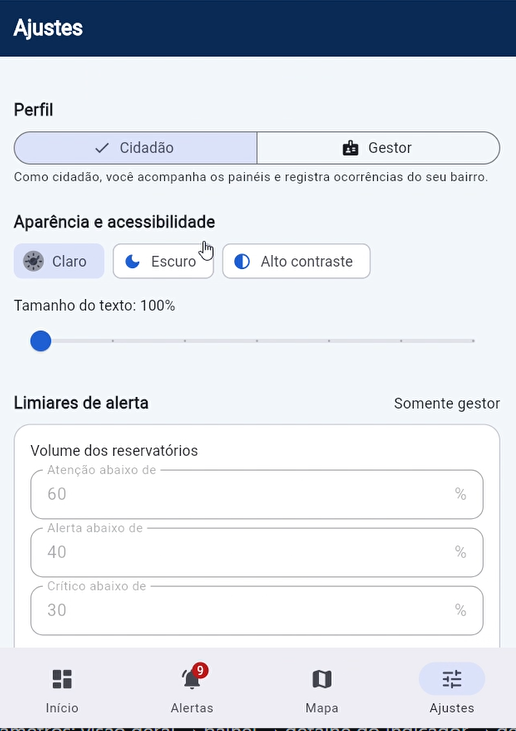 Ajustes
Perfil
Cidadão
Gestor
Como cidadão, você acompanha os painéis e registra ocorrências do seu bairro.
Aparência e acessibilidade
Claro
Escuro
Alto contraste
Tamanho do texto: 100%
Limiares de alerta
Somente gestor
Volume dos reservatórios
Atenção abaixo de
60 %
Alerta abaixo de
40 %
Crítico abaixo de
30 %
9
Início
Alertas
Mapa
Ajustes